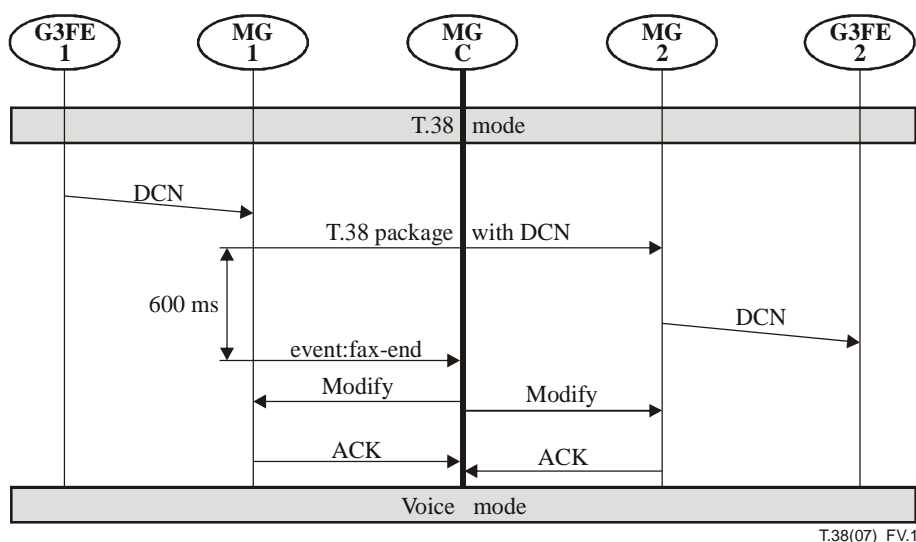 G3FE
1
MG
1
MG
C
MG
2
G3FE
2
T.38 mode
DCN
T.38 package with DCN
600 ms
DCN
event:fax-end
Modify
Modify
ACK
ACK
Voice mode
T.38(07)_FV.1